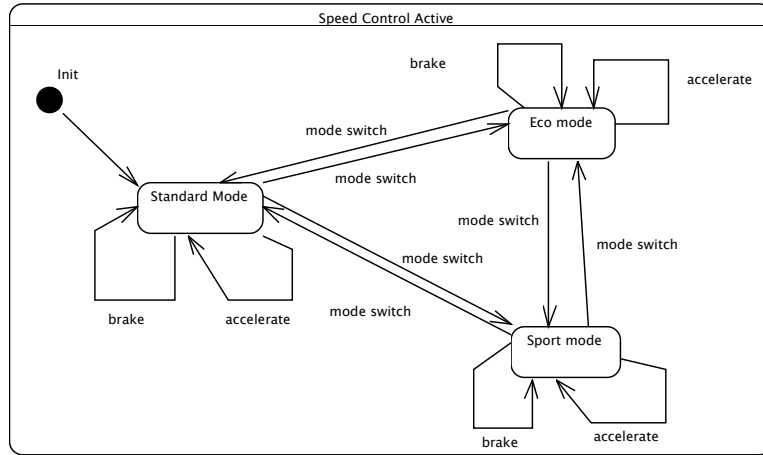 Speed Control Active
Init
brake
accelerate
Eco mode
mode switch
mode switch
Standard Mode
mode switch
mode switch
mode switch
mode switch
brake
accelerate
Sport mode
brake
accelerate